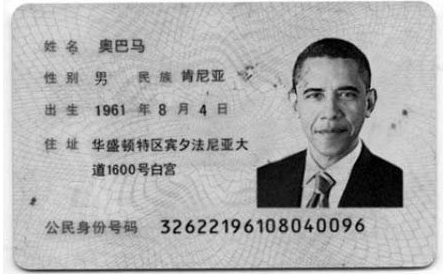 姓名 奥巴马
性别 男 民族 肯尼亚
出生 1961 年 8 月 4 日
住址 华盛顿特区宾夕法尼亚大
道1600号白宫
公民身份号码 32622196108040096